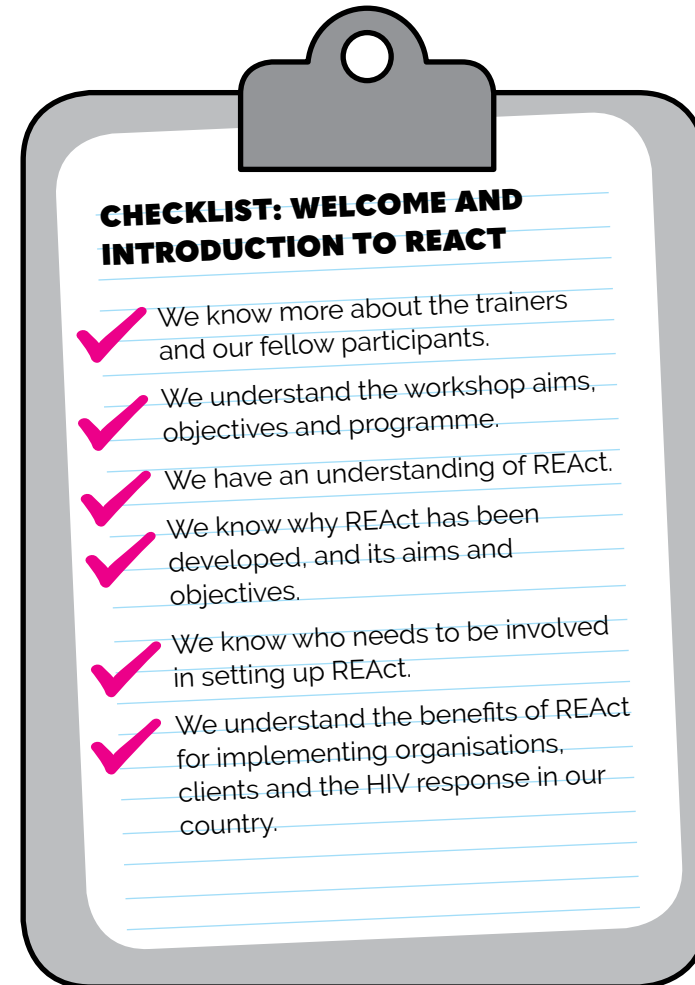 CHECKLIST: WELCOME AND
INTRODUCTION TO REACT
We know more about the trainers
and our fellow participants.
We understand the workshop aims,
objectives and programme.
We have an understanding of REAct.
We know why REAct has been
developed, and its aims and
objectives.
We know who needs to be involved
in setting up REAct.
We understand the benefits of REAct
for implementing organisations,
clients and the HIV response in our
country.